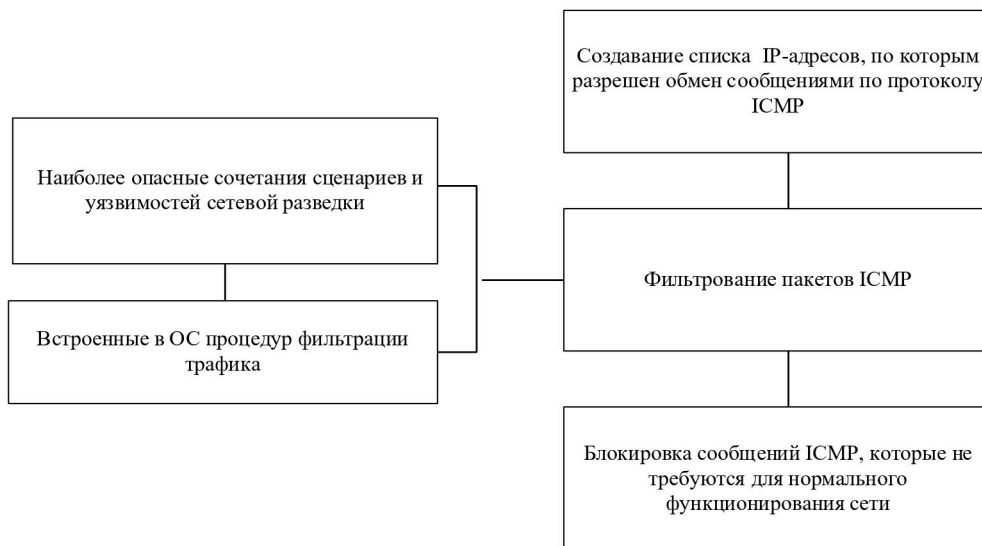 Создавание списка IP-адресов, по которым
разрешен обмен сообщениями по протоколу
ICMP
Наиболее опасные сочетания сценариев и
уязвимостей сетевой разведки
Фильтрование пакетов ICMP
Встроенные в ОС процедур фильтрации
трафика
Блокировка сообщений ICMP, которые не
требуются для нормального
функционирования сети